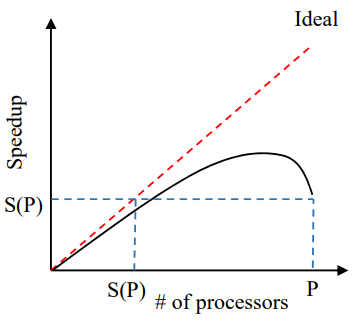 Ideal
Speedup
S(P)
S(P)
# of processors
P